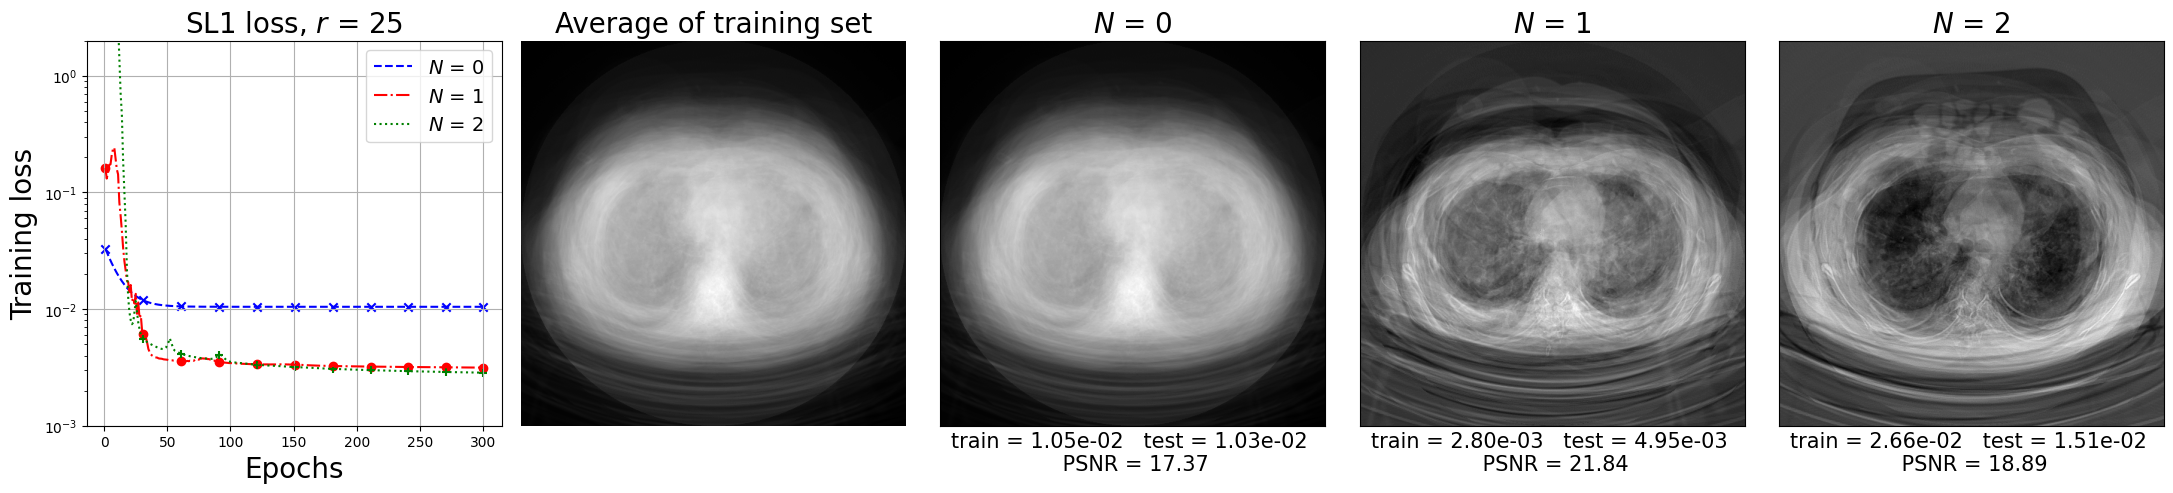 SL1 loss, r = 25
Training loss
10⁰
10⁻¹
10⁻²
10⁻³
0 50 100 150 200 250 300
Epochs
N = 0
N = 1
N = 2
Average of training set
N = 0
train = 1.05e-02 test = 1.03e-02
PSNR = 17.37
N = 1
train = 2.80e-03 test = 4.95e-03
PSNR = 21.84
N = 2
train = 2.66e-02 test = 1.51e-02
PSNR = 18.89